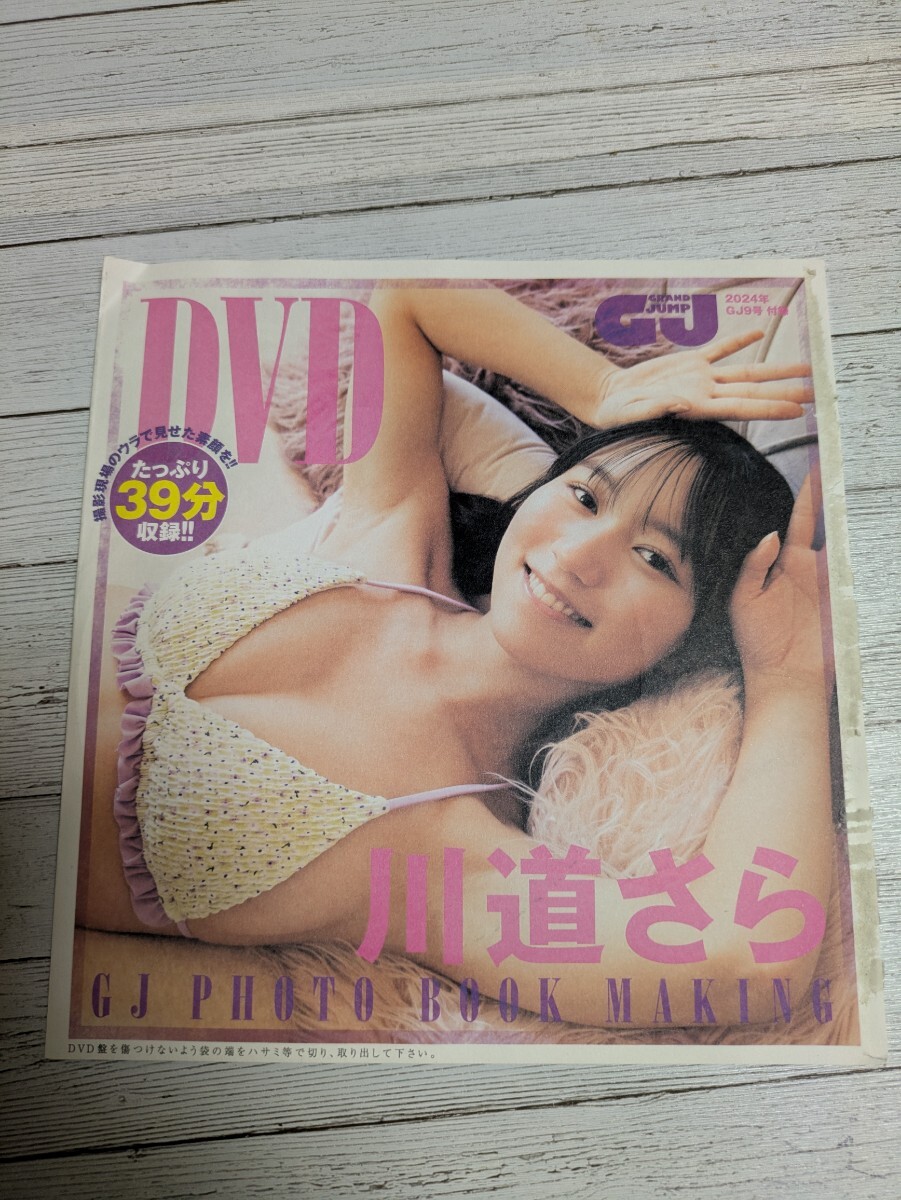 DVD
GRAND
JUMP
GJ
2024年
GJ9号 付録
撮影現場のウラで見せた素顔を!!
たっぷり
39分
収録!!
川道さら
GJ PHOTO BOOK MAKING
DVD盤を傷つけないよう袋の端をハサミ等で切り、取り出して下さい。